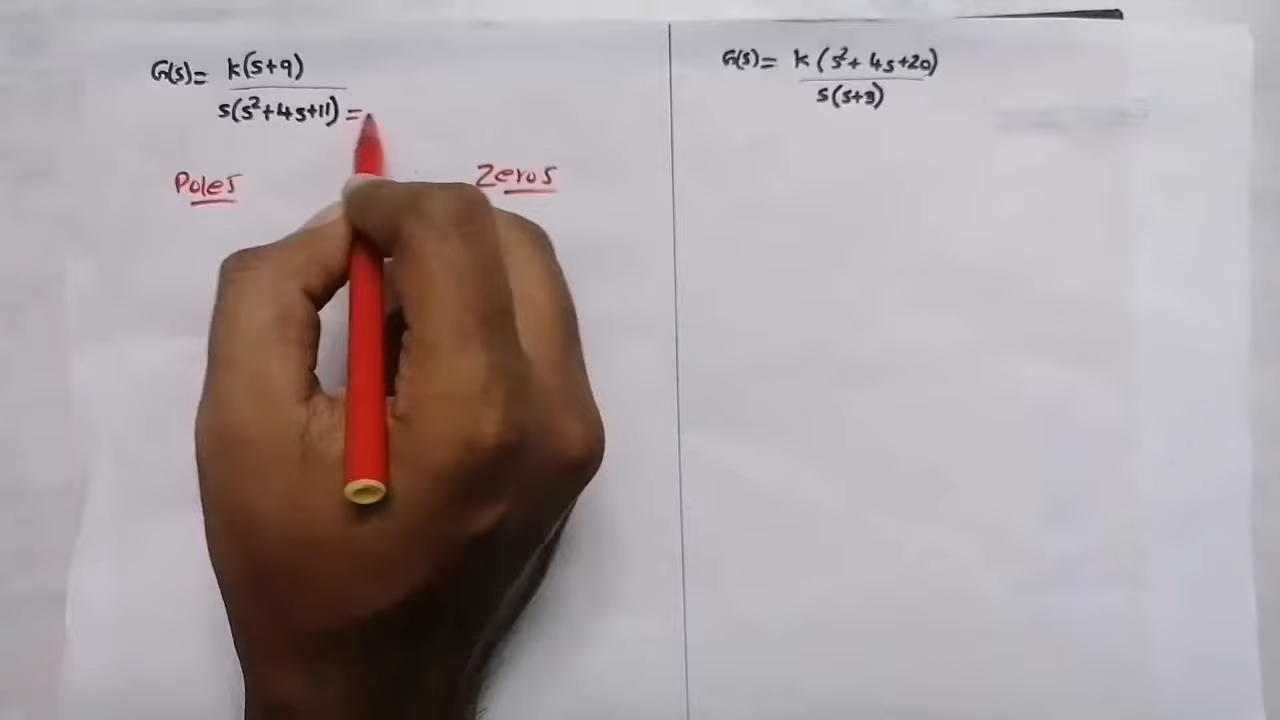 G(s) = K(s+9)
s(s²+4s+11) =
Poles Zeros
G(s) = K(s²+4s+20)
s(s+3)